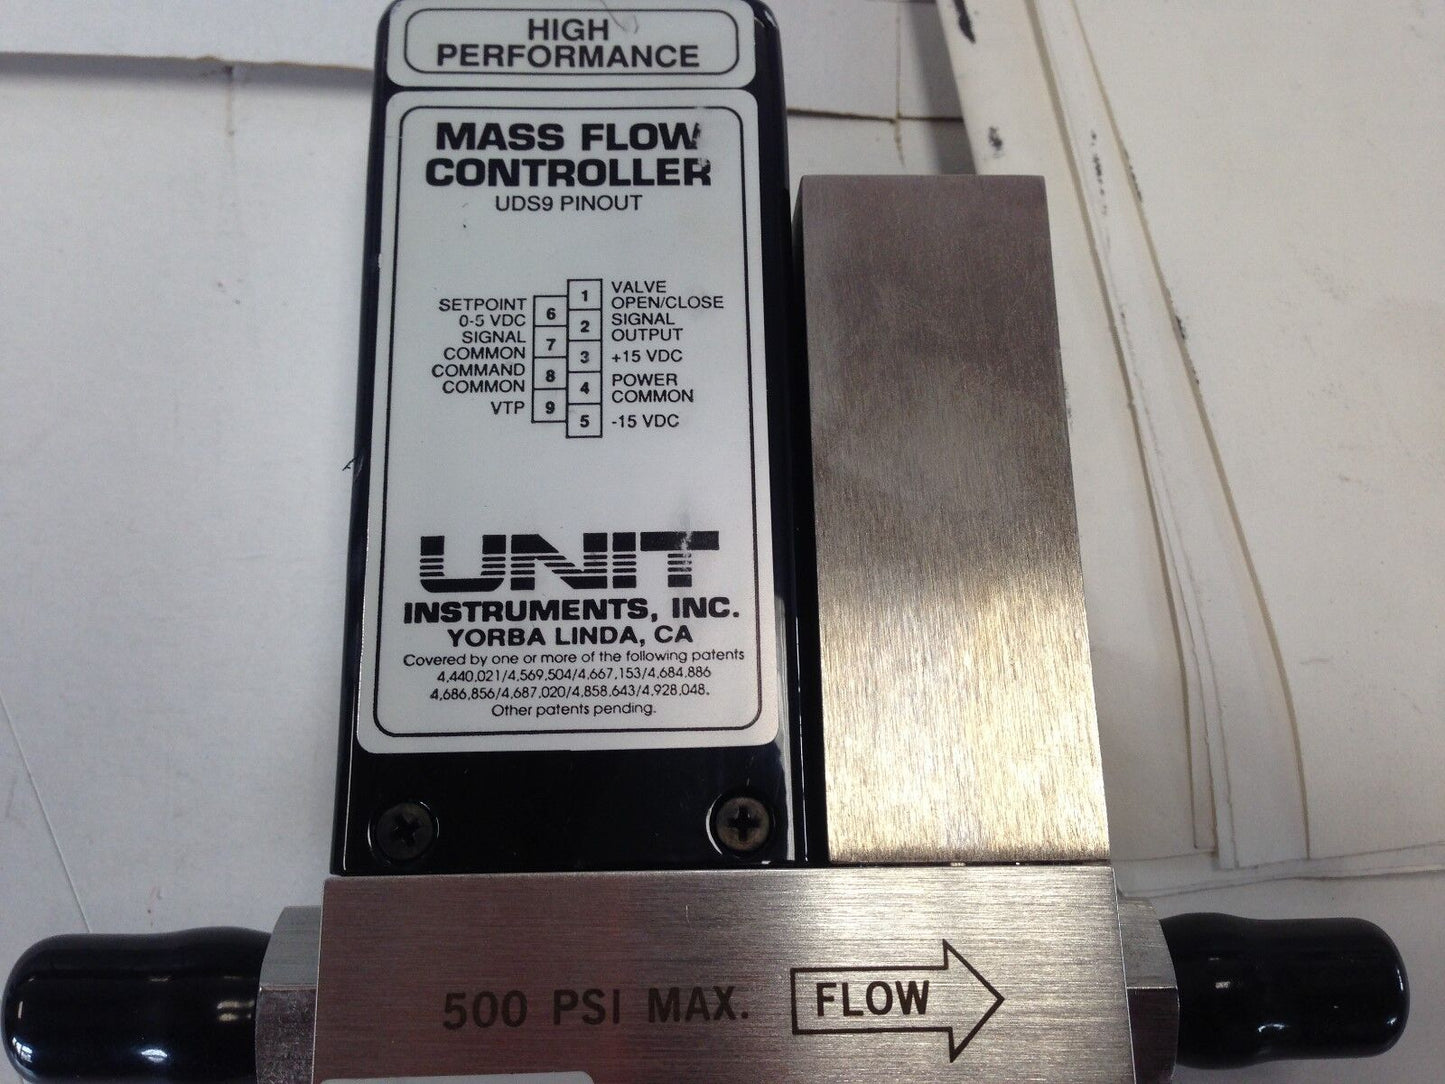 HIGH
PERFORMANCE
MASS FLOW
CONTROLLER
UDS9 PINOUT
SETPOINT
0-5 VDC
SIGNAL
COMMON
COMMAND
COMMON
VTP
6
7
8
9
1
2
3
4
5
VALVE
OPEN/CLOSE
SIGNAL
OUTPUT
+15 VDC
POWER
COMMON
-15 VDC
UNIT
INSTRUMENTS, INC.
YORBA LINDA, CA
Covered by one or more of the following patents
4,440,021/4,569,504/4,667,153/4,684,886
4,686,856/4,687,020/4,858,643/4,928,048.
Other patents pending.
500 PSI MAX. FLOW